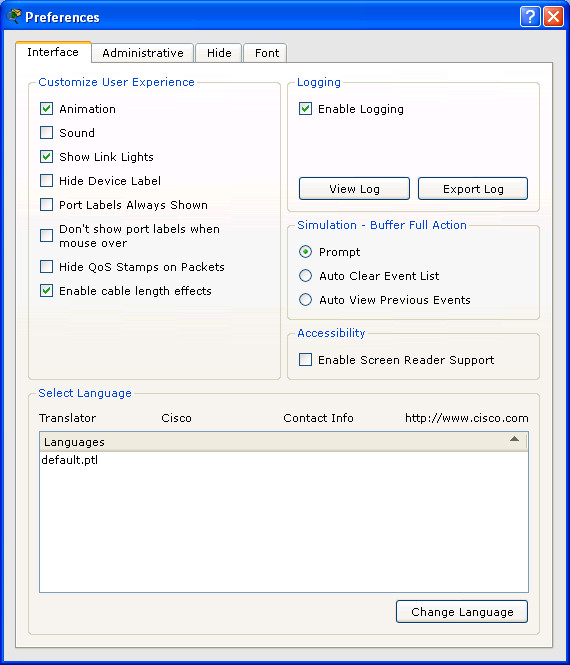 Preferences
Interface Administrative Hide Font
Customize User Experience
Animation
Sound
Show Link Lights
Hide Device Label
Port Labels Always Shown
Don't show port labels when
mouse over
Hide QoS Stamps on Packets
Enable cable length effects
Logging
Enable Logging
View Log Export Log
Simulation - Buffer Full Action
Prompt
Auto Clear Event List
Auto View Previous Events
Accessibility
Enable Screen Reader Support
Select Language
Translator Cisco Contact Info http://www.cisco.com
Languages
default.ptl
Change Language